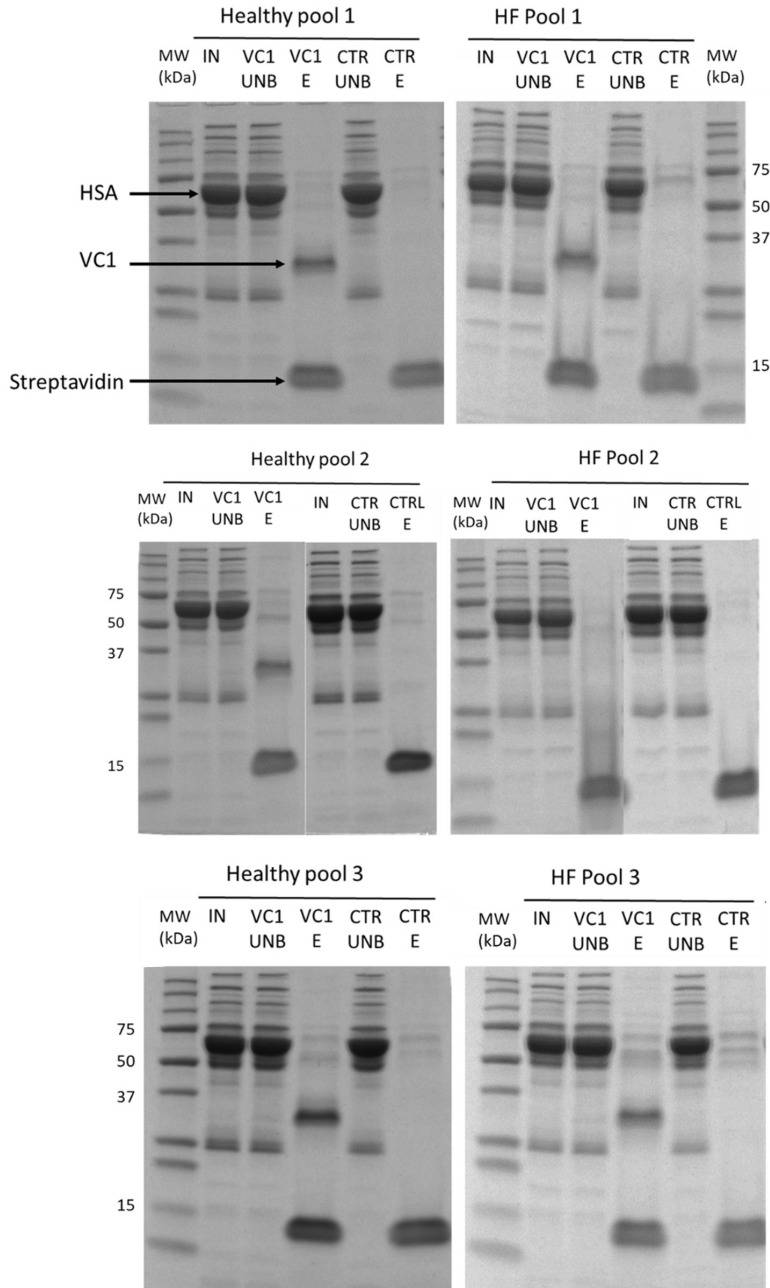 Healthy pool 1
HF Pool 1
MW (kDa) IN VC1 UNB VC1 E CTR UNB CTR E
IN VC1 UNB VC1 E CTR UNB CTR E MW (kDa)
HSA
VC1
Streptavidin
75
50
37
15
Healthy pool 2
HF Pool 2
MW (kDa) IN VC1 UNB VC1 E IN CTR UNB CTRL E
MW (kDa) IN VC1 UNB VC1 E IN CTR UNB CTRL E
75
50
37
15
Healthy pool 3
HF Pool 3
MW (kDa) IN VC1 UNB VC1 E CTR UNB CTR E
MW (kDa) IN VC1 UNB VC1 E CTR UNB CTR E
75
50
37
15